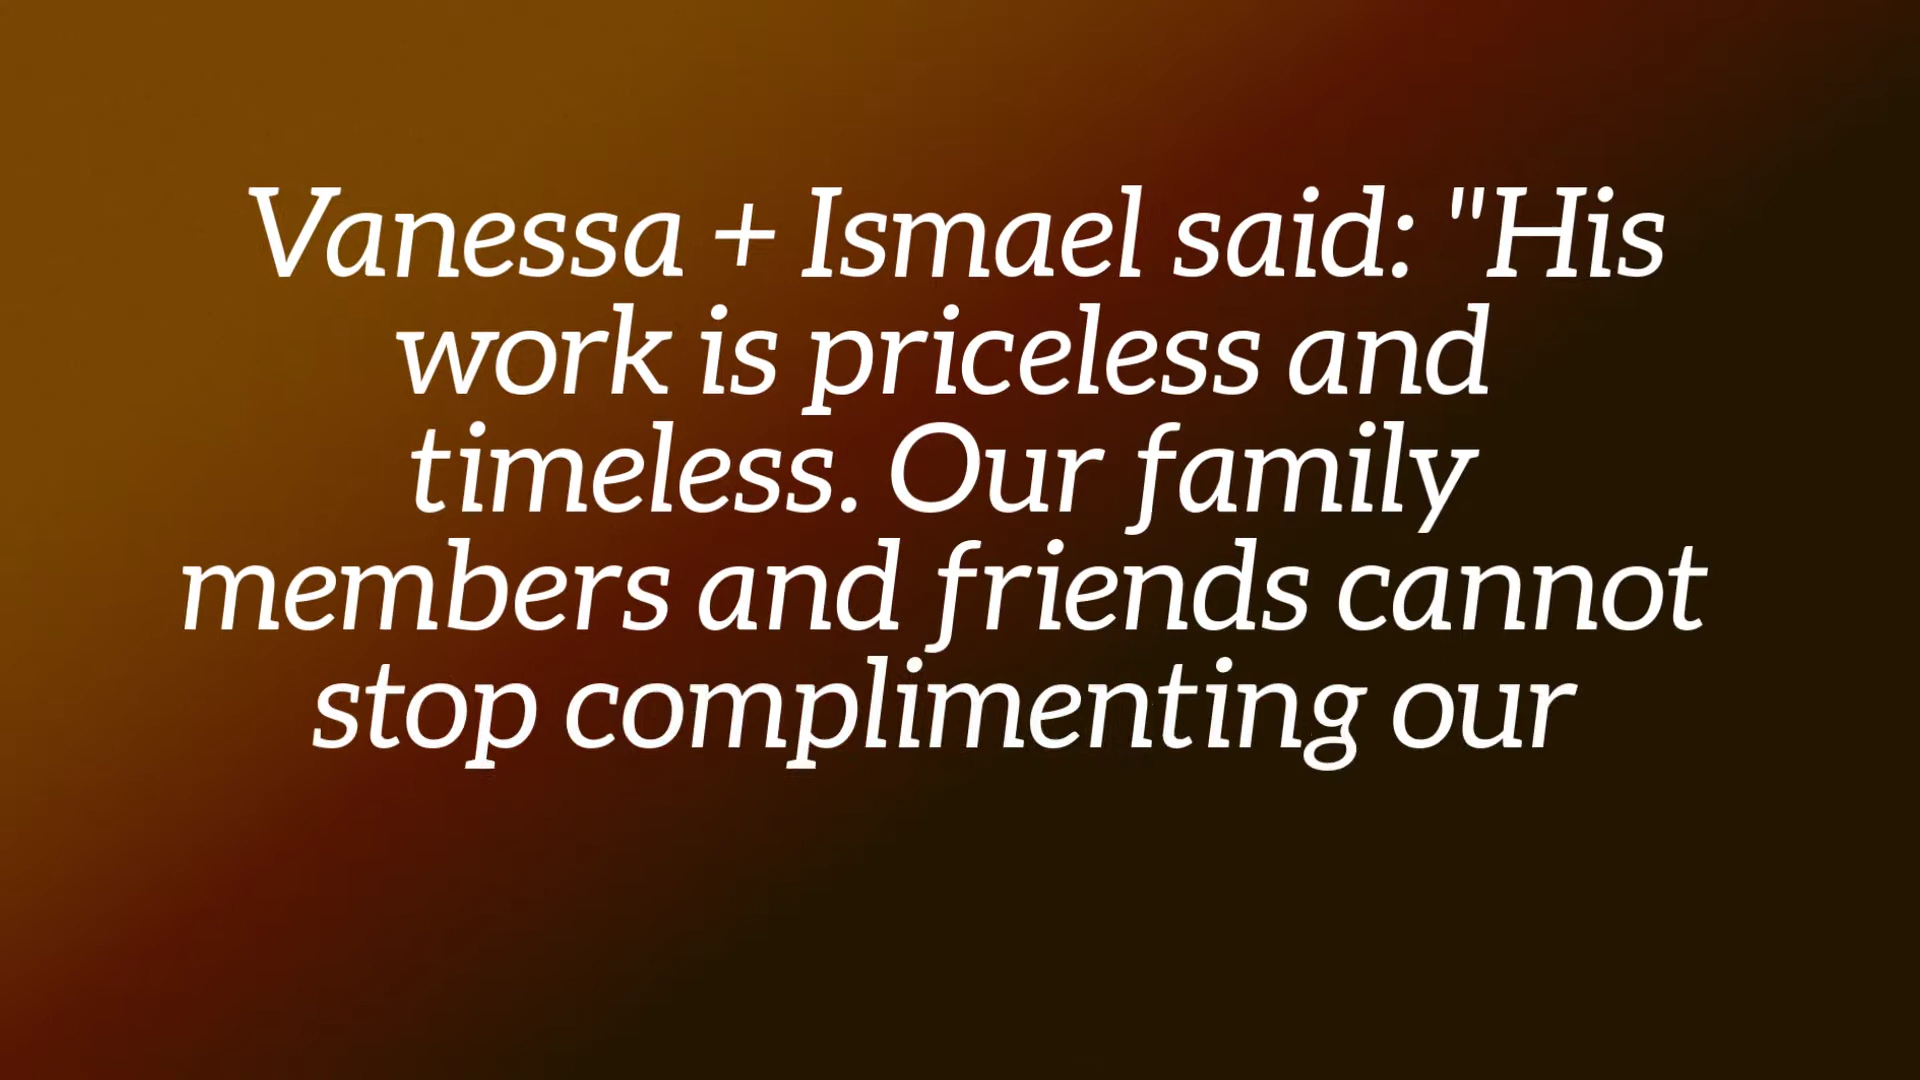 Vanessa + Ismael said: "His
work is priceless and
timeless. Our family
members and friends cannot
stop complimenting our